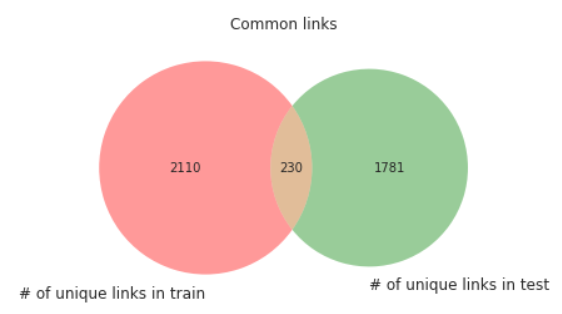 Common links
2110
230
1781
# of unique links in train
# of unique links in test